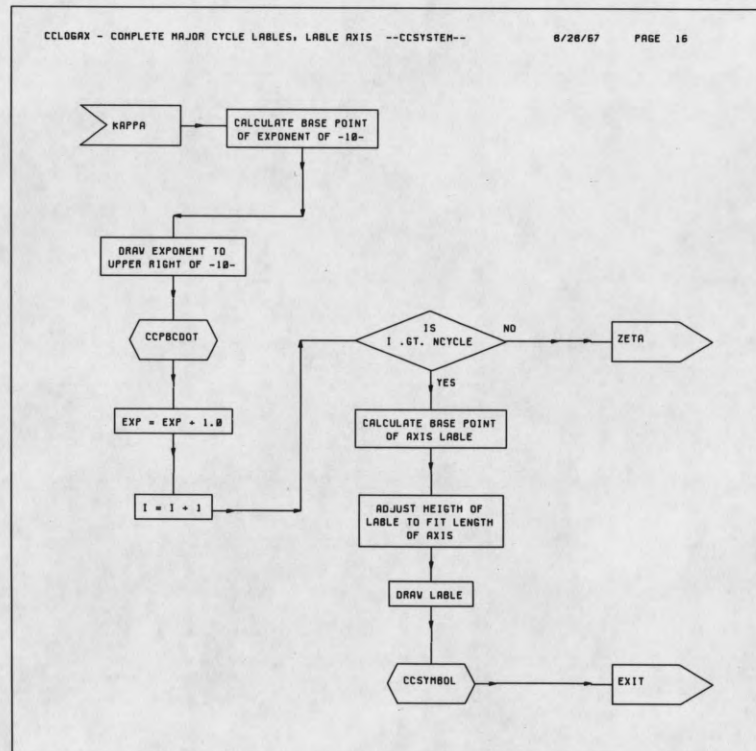 CCLOGAX - COMPLETE MAJOR CYCLE LABLES, LABLE AXIS --CCSYSTEM-- 6/28/67 PAGE 16
KAPPA
CALCULATE BASE POINT
OF EXPONENT OF -10-
DRAW EXPONENT TO
UPPER RIGHT OF -10-
CCPBCDOT
EXP = EXP + 1.0
I = I + 1
IS
I .GT. NCYCLE
NO
ZETA
YES
CALCULATE BASE POINT
OF AXIS LABLE
ADJUST HEIGTH OF
LABLE TO FIT LENGTH
OF AXIS
DRAW LABLE
CCSYMBOL
EXIT